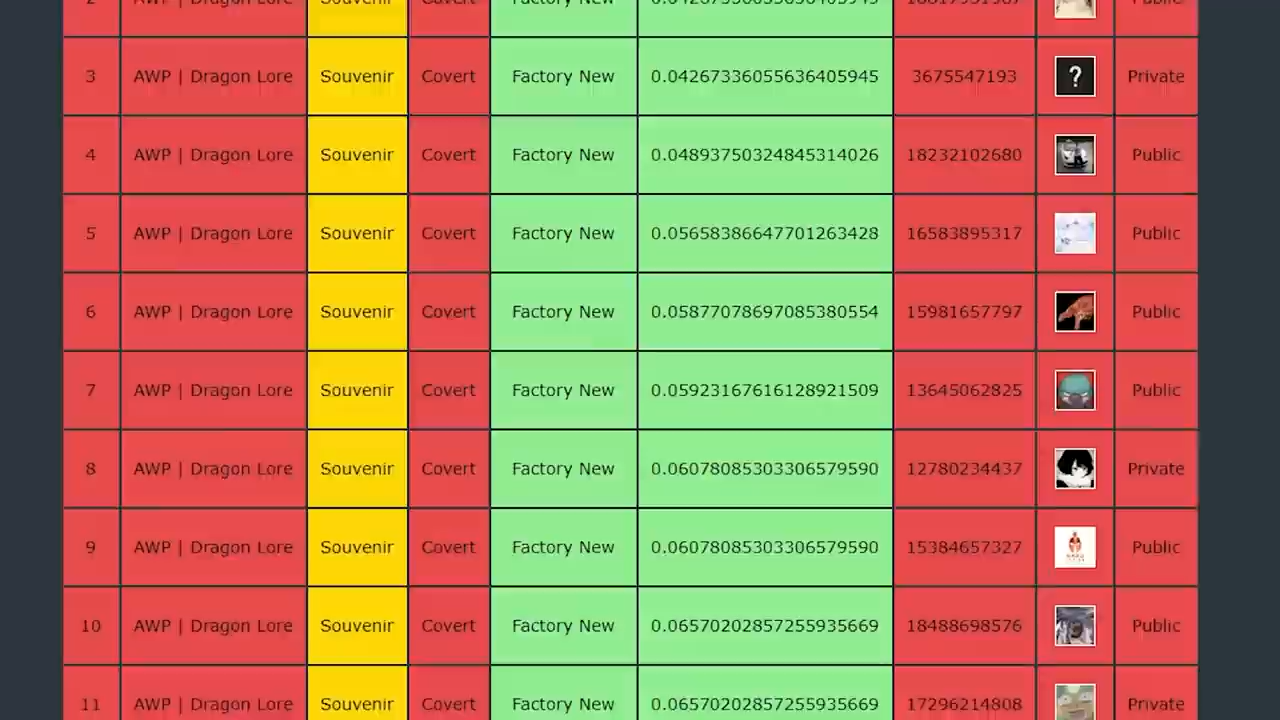 3 AWP | Dragon Lore Souvenir Covert Factory New 0.04267336055636405945 3675547193 ? Private
4 AWP | Dragon Lore Souvenir Covert Factory New 0.04893750324845314026 18232102680 Public
5 AWP | Dragon Lore Souvenir Covert Factory New 0.05658386647701263428 16583895317 Public
6 AWP | Dragon Lore Souvenir Covert Factory New 0.05877078697085380554 15981657797 Public
7 AWP | Dragon Lore Souvenir Covert Factory New 0.05923167616128921509 13645062825 Public
8 AWP | Dragon Lore Souvenir Covert Factory New 0.06078085303306579590 12780234437 Private
9 AWP | Dragon Lore Souvenir Covert Factory New 0.06078085303306579590 15384657327 Public
10 AWP | Dragon Lore Souvenir Covert Factory New 0.06570202857255935669 18488698576 Public
11 AWP | Dragon Lore Souvenir Covert Factory New 0.06570202857255935669 17296214808 Private